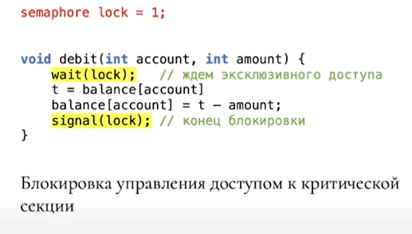 semaphore lock = 1;
void debit(int account, int amount) {
wait(lock); // ждем эксклюзивного доступа
t = balance[account]
balance[account] = t – amount;
signal(lock); // конец блокировки
}
Блокировка управления доступом к критической
секции